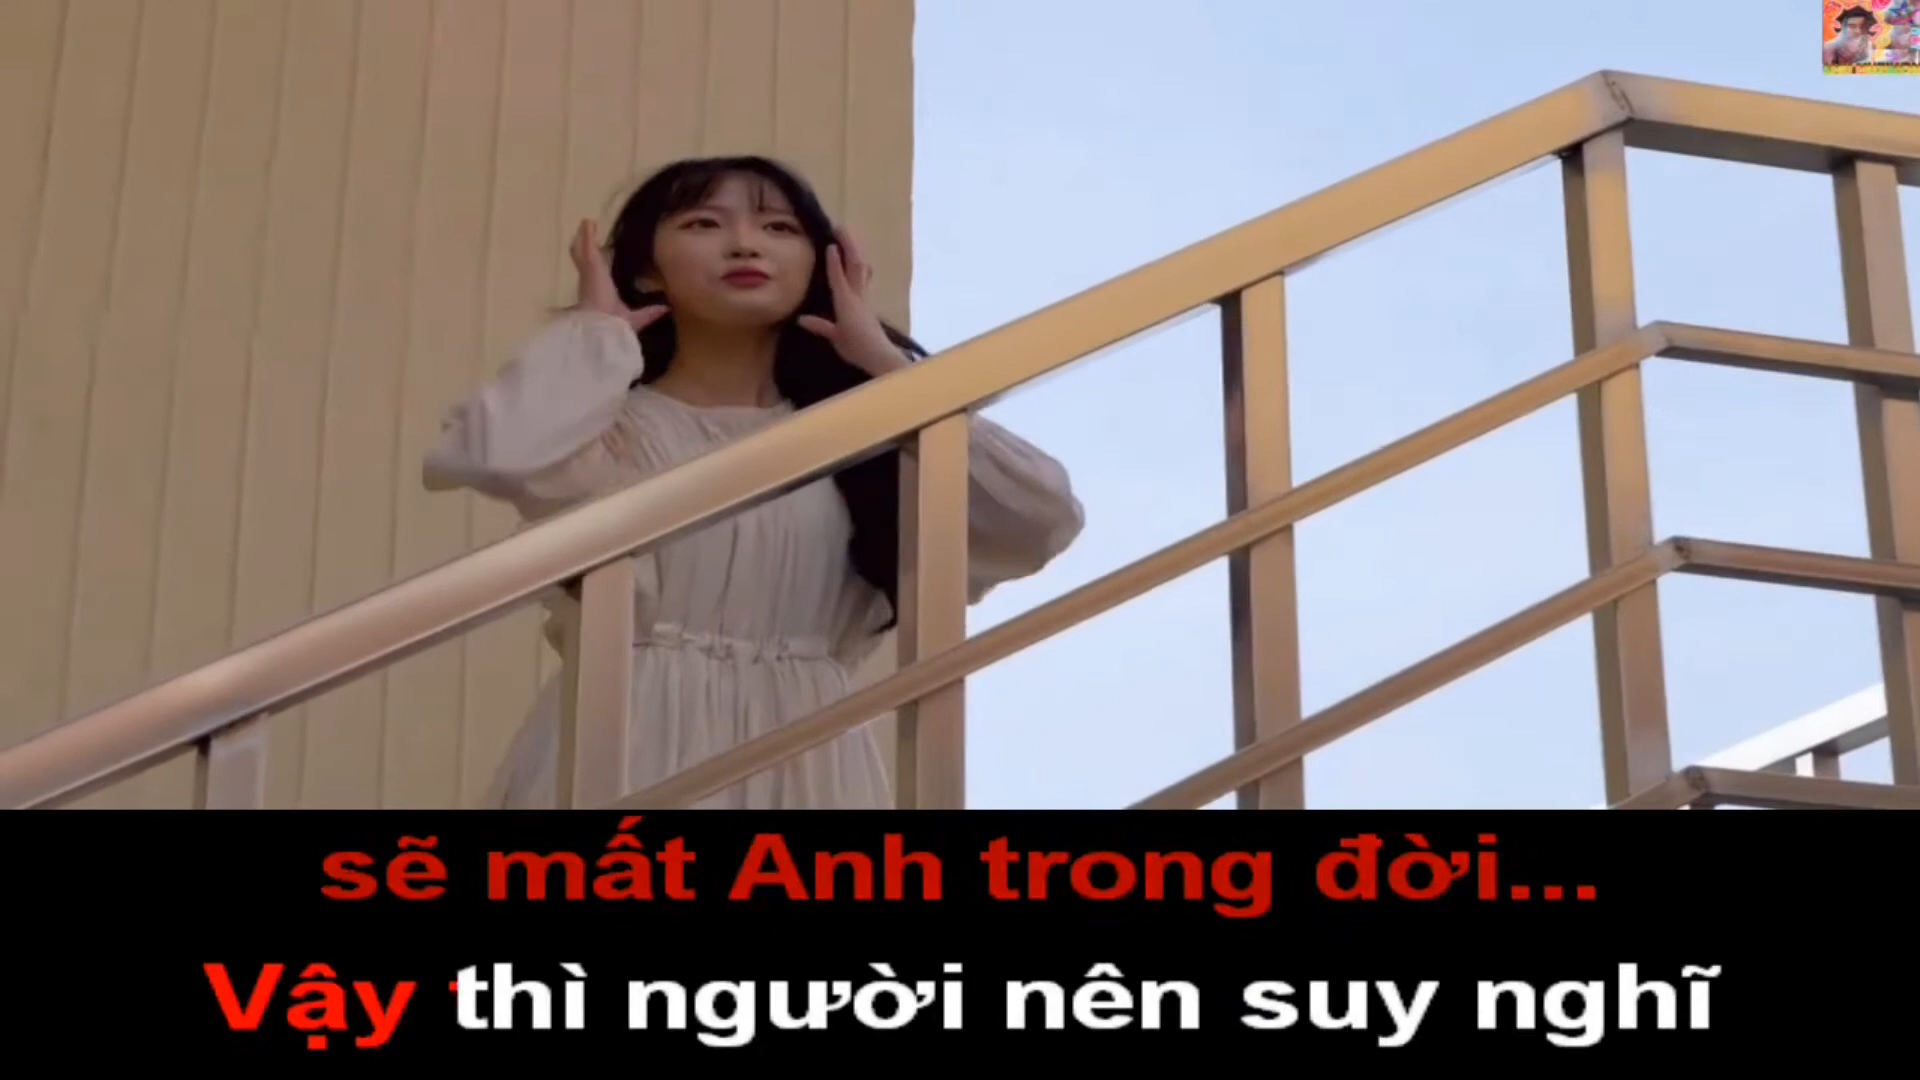 sẽ mất Anh trong đời...
Vậy thì người nên suy nghĩ